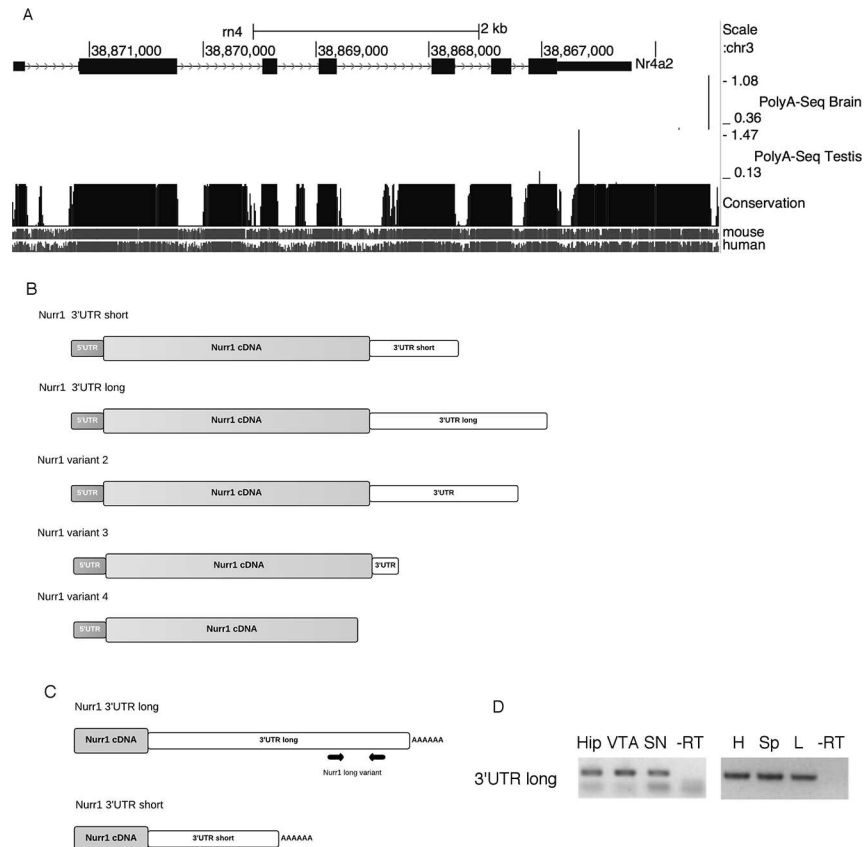 A
rn4
2 kb
Scale
38,871,000 38,870,000 38,869,000 38,868,000 38,867,000
:chr3
Nr4a2
- 1.08
PolyA-Seq Brain
_ 0.36
- 1.47
PolyA-Seq Testis
_ 0.13
Conservation
mouse
human
B
Nurr1 3'UTR short
5'UTR Nurr1 cDNA 3'UTR short
Nurr1 3'UTR long
5'UTR Nurr1 cDNA 3'UTR long
Nurr1 variant 2
5'UTR Nurr1 cDNA 3'UTR
Nurr1 variant 3
5'UTR Nurr1 cDNA 3'UTR
Nurr1 variant 4
5'UTR Nurr1 cDNA
C
Nurr1 3'UTR long
Nurr1 cDNA 3'UTR long AAAAAA
Nurr1 long variant
Nurr1 3'UTR short
Nurr1 cDNA 3'UTR short AAAAAA
D
Hip VTA SN -RT H Sp L -RT
3'UTR long